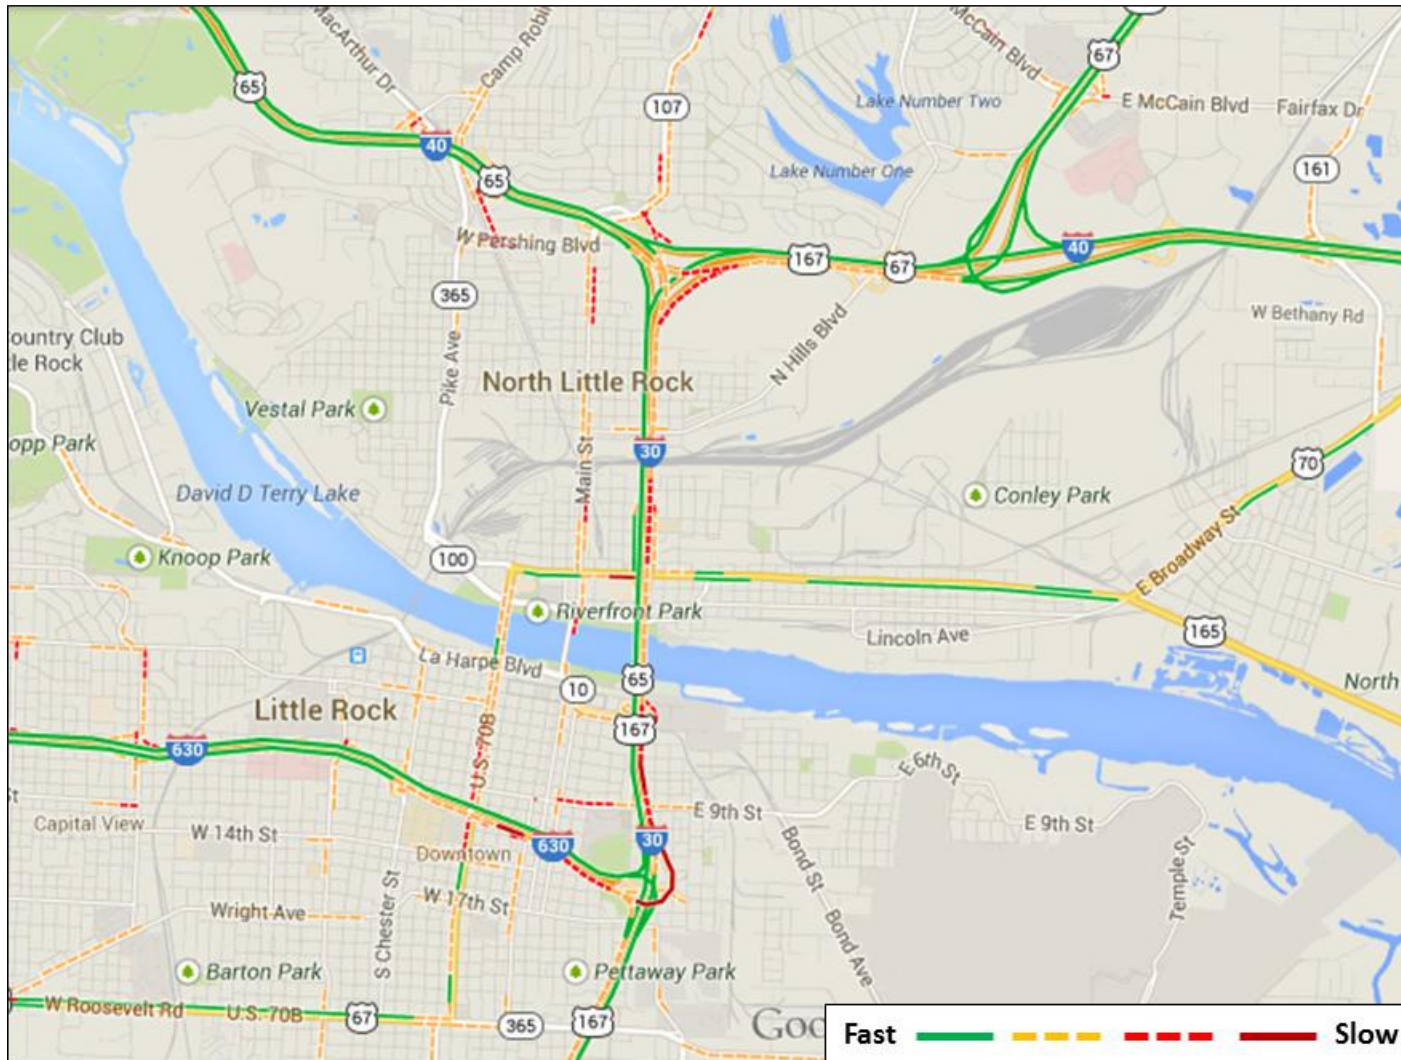 MacArthur Dr
Camp Robi
McCain Blvd
67
65
107
E McCain Blvd
Fairfax Dr
Lake Number Two
40
161
Lake Number One
65
W Pershing Blvd
40
167
67
365
W Bethany Rd
ountry Club
tle Rock
Pike Ave
N Hills Blvd
North Little Rock
Vestal Park
opp Park
30
70
Main St
David D Terry Lake
Conley Park
E Broadway St
Knoop Park
100
Riverfront Park
Lincoln Ave
165
La Harpe Blvd
65
10
North
Little Rock
167
630
U.S. 70B
E 6th St
St
Capital View
W 14th St
E 9th St
E 9th St
630
30
Downtown
Bond St
Temple St
W 17th St
Wright Ave
S Chester St
Bond Ave
Barton Park
Pettaway Park
W Roosevelt Rd
U.S. 70B
67
365
167
Goo
Fast
Slow